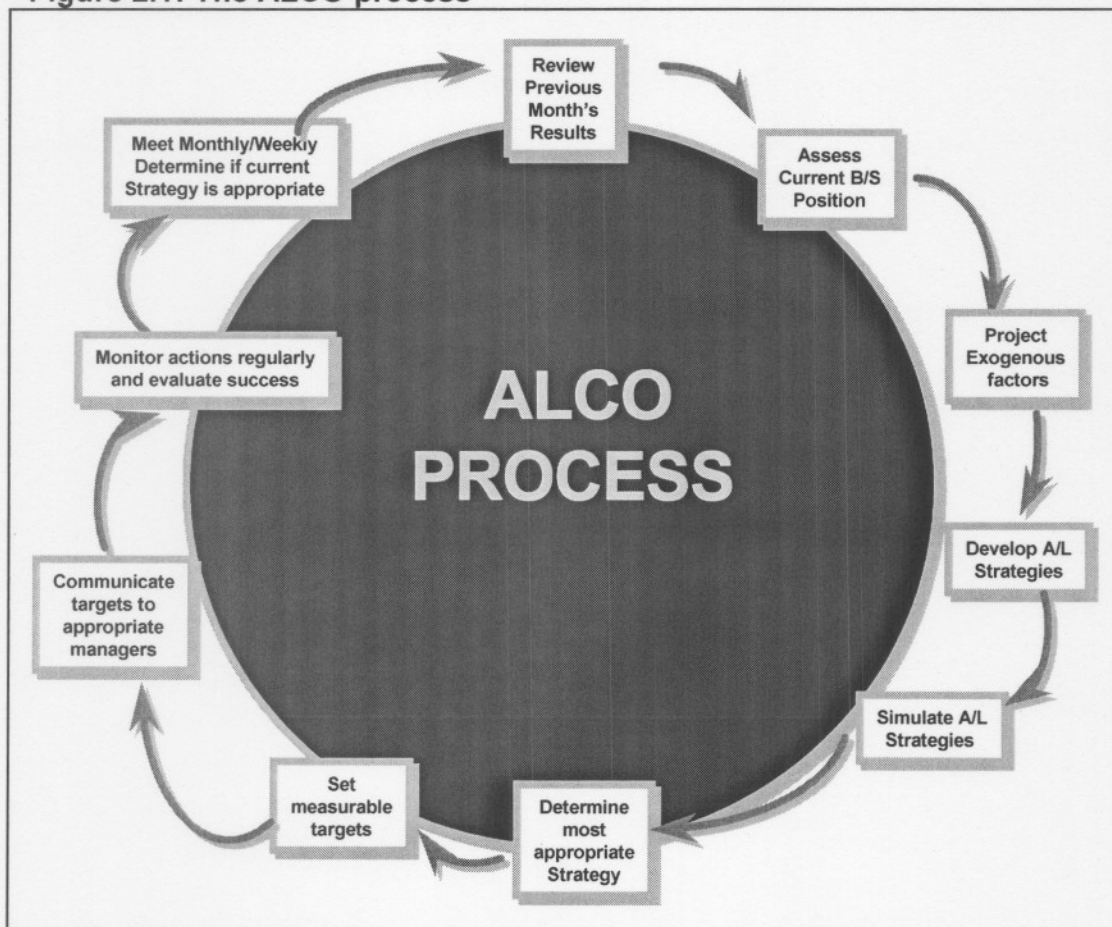 Review
Previous
Month's
Results
Assess
Current B/S
Position
Project
Exogenous
factors
Develop A/L
Strategies
Simulate A/L
Strategies
Determine
most
appropriate
Strategy
Set
measurable
targets
Communicate
targets to
appropriate
managers
Monitor actions regularly
and evaluate success
Meet Monthly/Weekly
Determine if current
Strategy is appropriate
ALCO
PROCESS